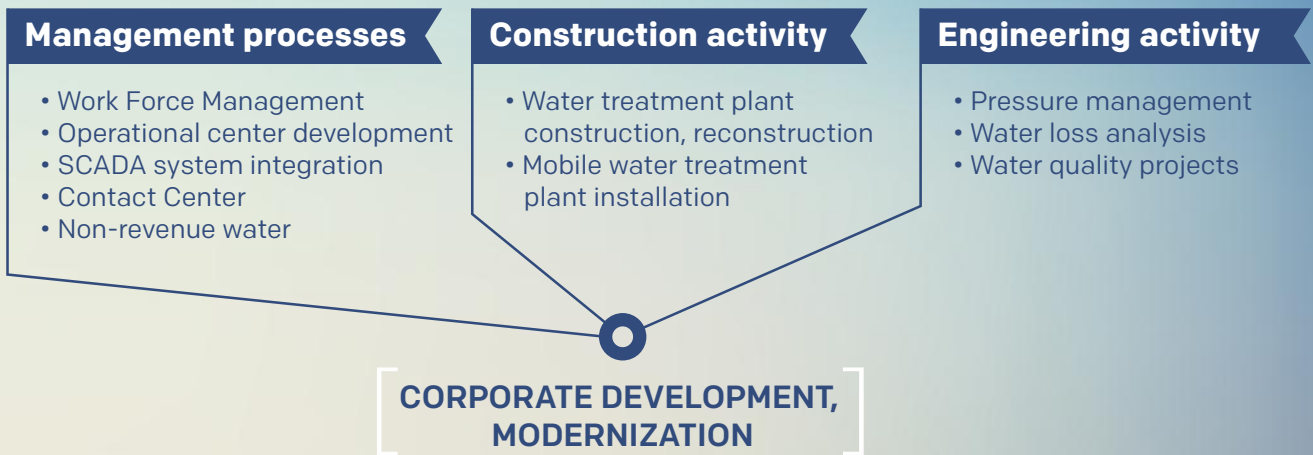 Management processes
• Work Force Management
• Operational center development
• SCADA system integration
• Contact Center
• Non-revenue water
Construction activity
• Water treatment plant
construction, reconstruction
• Mobile water treatment
plant installation
Engineering activity
• Pressure management
• Water loss analysis
• Water quality projects
CORPORATE DEVELOPMENT,
MODERNIZATION